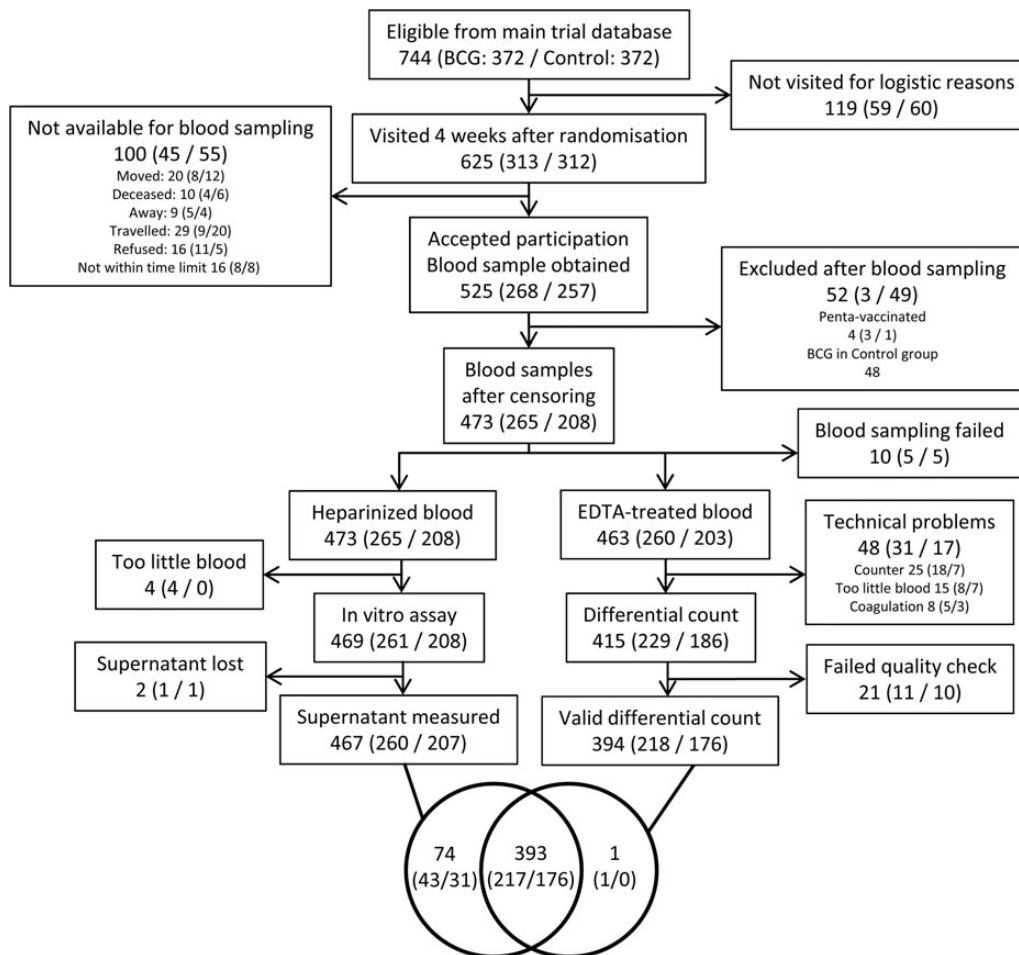 Eligible from main trial database
744 (BCG: 372 / Control: 372)
Not visited for logistic reasons
119 (59 / 60)
Not available for blood sampling
100 (45 / 55)
Moved: 20 (8/12)
Deceased: 10 (4/6)
Away: 9 (5/4)
Travelled: 29 (9/20)
Refused: 16 (11/5)
Not within time limit 16 (8/8)
Visited 4 weeks after randomisation
625 (313 / 312)
Accepted participation
Blood sample obtained
525 (268 / 257)
Excluded after blood sampling
52 (3 / 49)
Penta-vaccinated
4 (3 / 1)
BCG in Control group
48
Blood samples
after censoring
473 (265 / 208)
Blood sampling failed
10 (5 / 5)
Heparinized blood
473 (265 / 208)
EDTA-treated blood
463 (260 / 203)
Too little blood
4 (4 / 0)
Technical problems
48 (31 / 17)
Counter 25 (18/7)
Too little blood 15 (8/7)
Coagulation 8 (5/3)
In vitro assay
469 (261 / 208)
Differential count
415 (229 / 186)
Supernatant lost
2 (1 / 1)
Failed quality check
21 (11 / 10)
Supernatant measured
467 (260 / 207)
Valid differential count
394 (218 / 176)
74
(43/31)
393
(217/176)
1
(1/0)